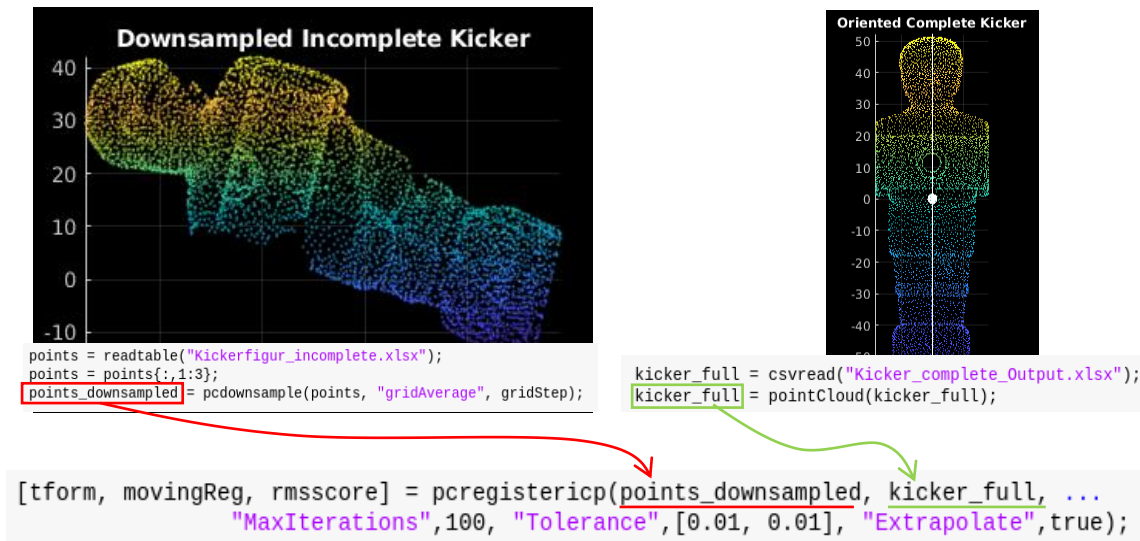 Downsampled Incomplete Kicker
40
30
20
10
0
-10
points = readtable("Kickerfigur_incomplete.xlsx");
points = points{:,1:3};
points_downsampled = pcdownsample(points, "gridAverage", gridStep);
Oriented Complete Kicker
50
40
30
20
10
0
-10
-20
-30
-40
kicker_full = csvread("Kicker_complete_Output.xlsx");
kicker_full = pointCloud(kicker_full);
[tform, movingReg, rmsscore] = pcregistericp(points_downsampled, kicker_full, ...
"MaxIterations",100, "Tolerance",[0.01, 0.01], "Extrapolate",true);